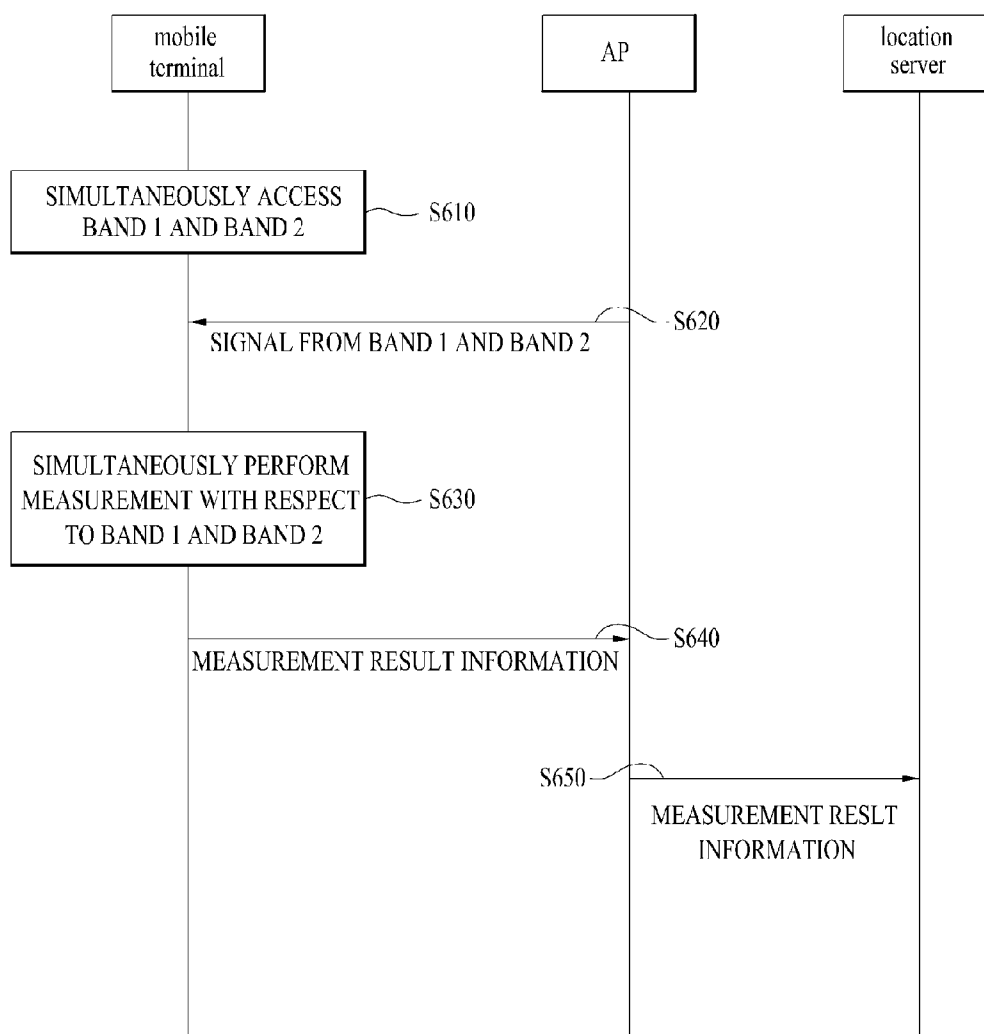 mobile
terminal
AP
location
server
SIMULTANEOUSLY ACCESS
BAND 1 AND BAND 2
S610
S620
SIGNAL FROM BAND 1 AND BAND 2
SIMULTANEOUSLY PERFORM
MEASUREMENT WITH RESPECT
TO BAND 1 AND BAND 2
S630
S640
MEASUREMENT RESULT INFORMATION
S650
MEASUREMENT RESLT
INFORMATION